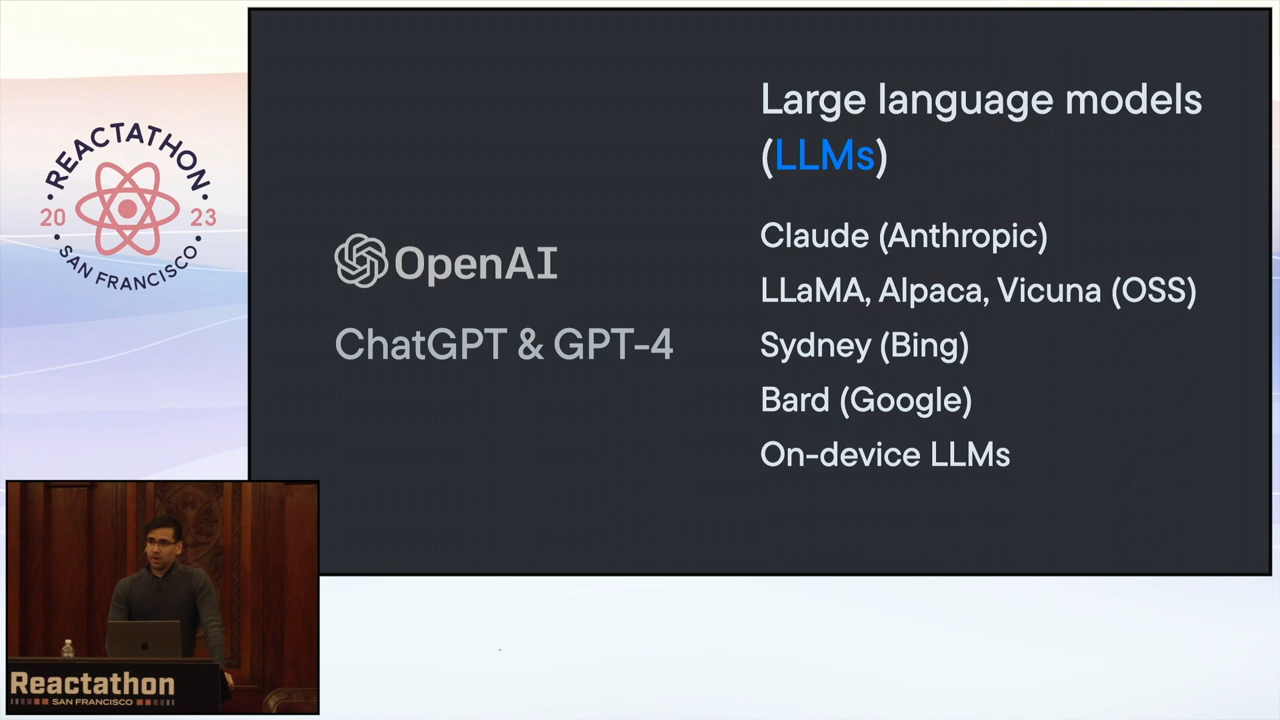 REACTATHON
20 23
SAN FRANCISCO
OpenAI
ChatGPT & GPT-4
Large language models
(LLMs)
Claude (Anthropic)
LLaMA, Alpaca, Vicuna (OSS)
Sydney (Bing)
Bard (Google)
On-device LLMs
Reactathon
SAN FRANCISCO